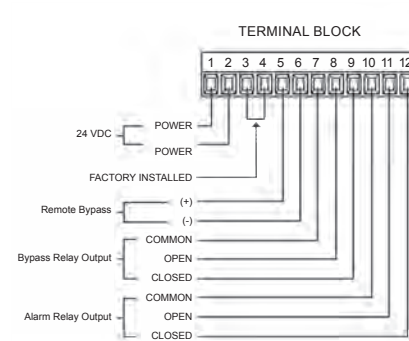 TERMINAL BLOCK
1 2 3 4 5 6 7 8 9 10 11 12
24 VDC
POWER
POWER
FACTORY INSTALLED
Remote Bypass
(+)
(-)
Bypass Relay Output
COMMON
OPEN
CLOSED
Alarm Relay Output
COMMON
OPEN
CLOSED